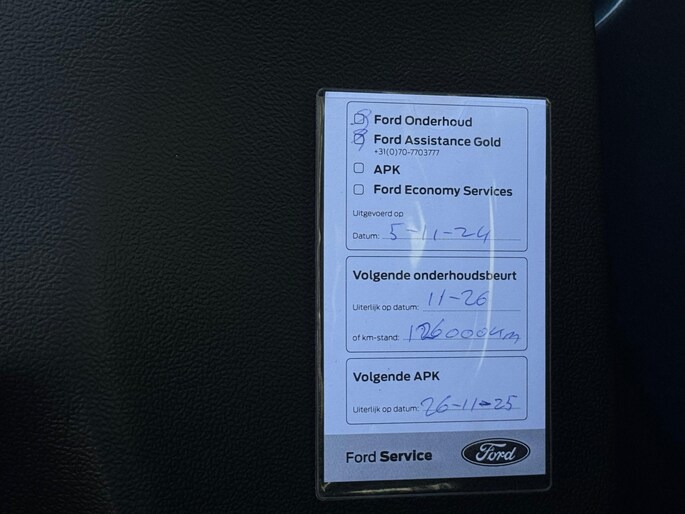 Ford Onderhoud
Ford Assistance Gold
+31(0)70-7703777
APK
Ford Economy Services
Uitgevoerd op
Datum: 5-11-24
Volgende onderhoudsbeurt
Uiterlijk op datum: 11-26
of km-stand: 126000km
Volgende APK
Uiterlijk op datum: 26-11-25
Ford Service Ford